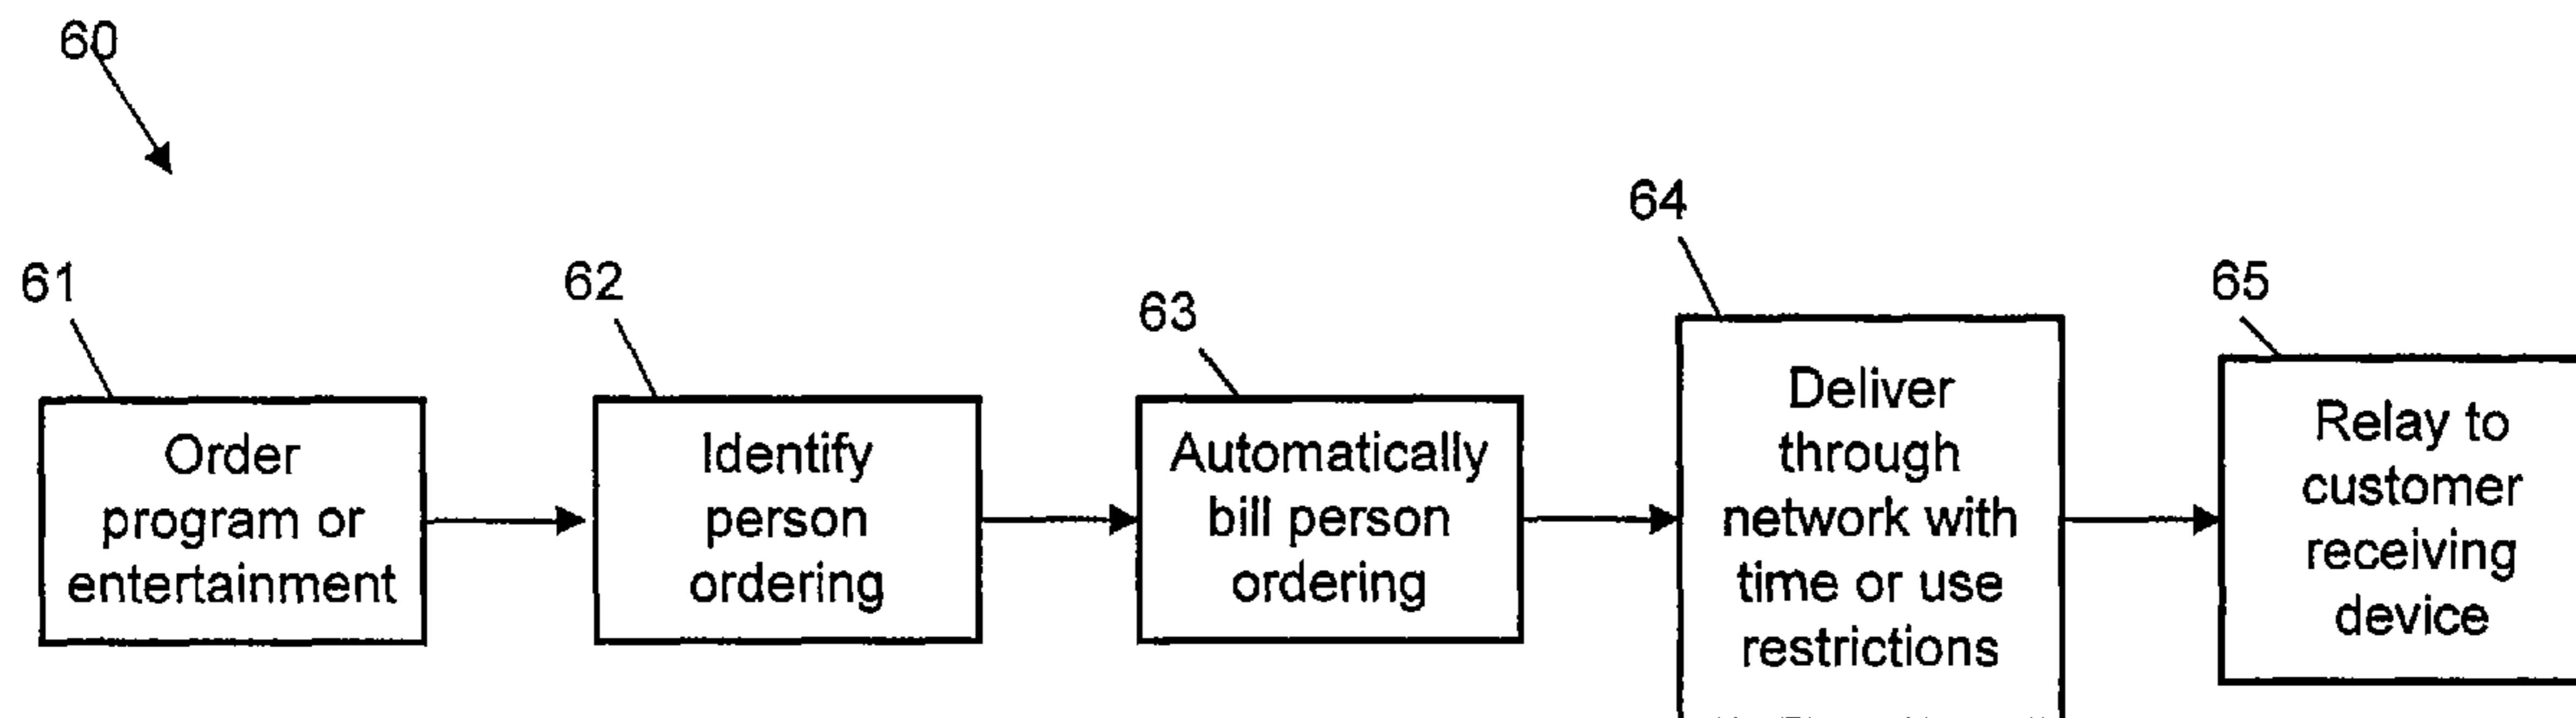 60
61
62
63
64
65
Order
program or
entertainment
Identify
person
ordering
Automatically
bill person
ordering
Deliver
through
network with
time or use
restrictions
Relay to
customer
receiving
device